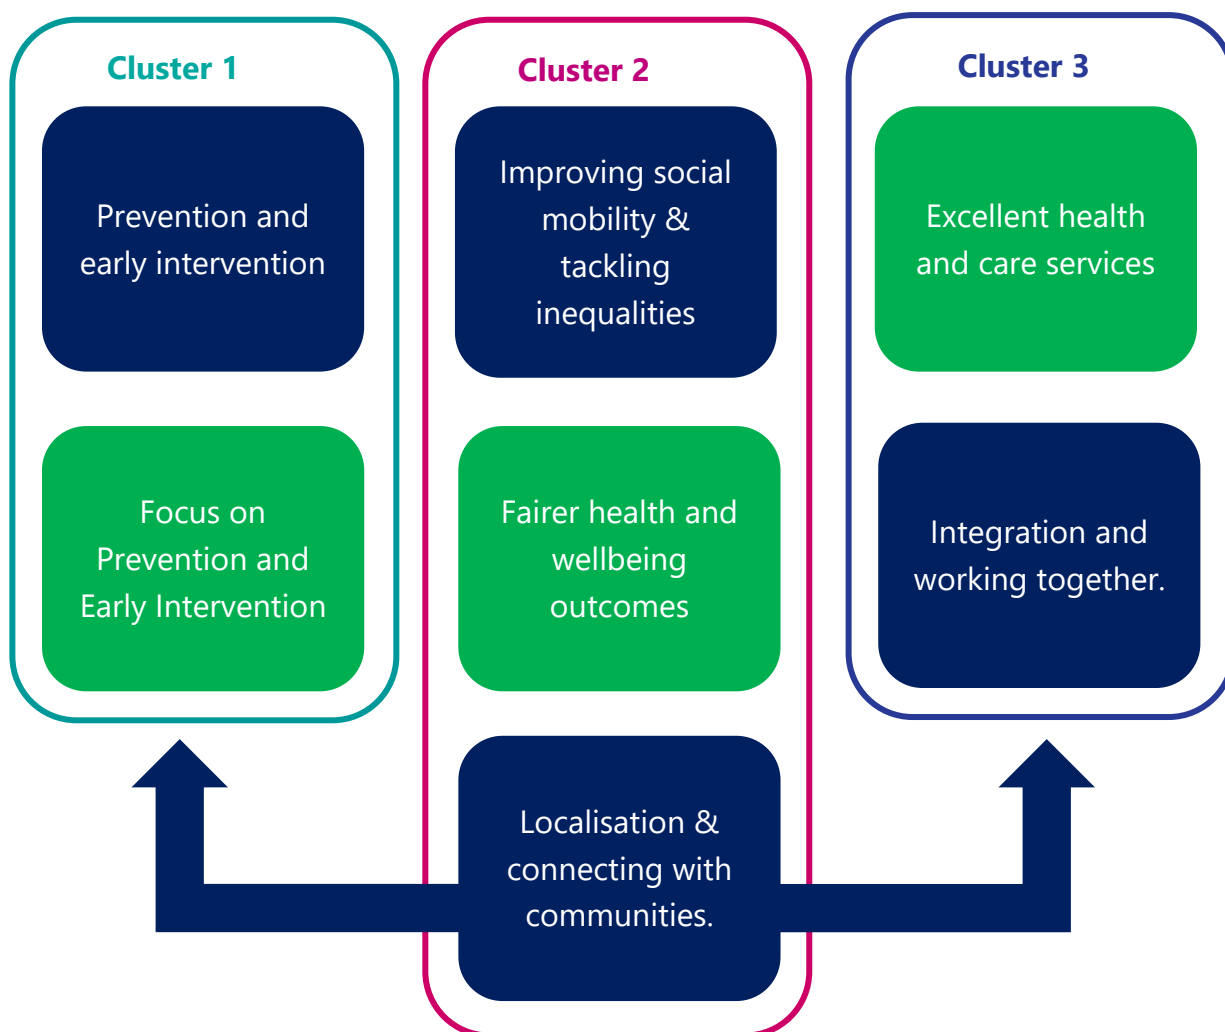 Cluster 1
Prevention and
early intervention
Focus on
Prevention and
Early Intervention
Cluster 2
Improving social
mobility &
tackling
inequalities
Fairer health and
wellbeing
outcomes
Localisation &
connecting with
communities.
Cluster 3
Excellent health
and care services
Integration and
working together.